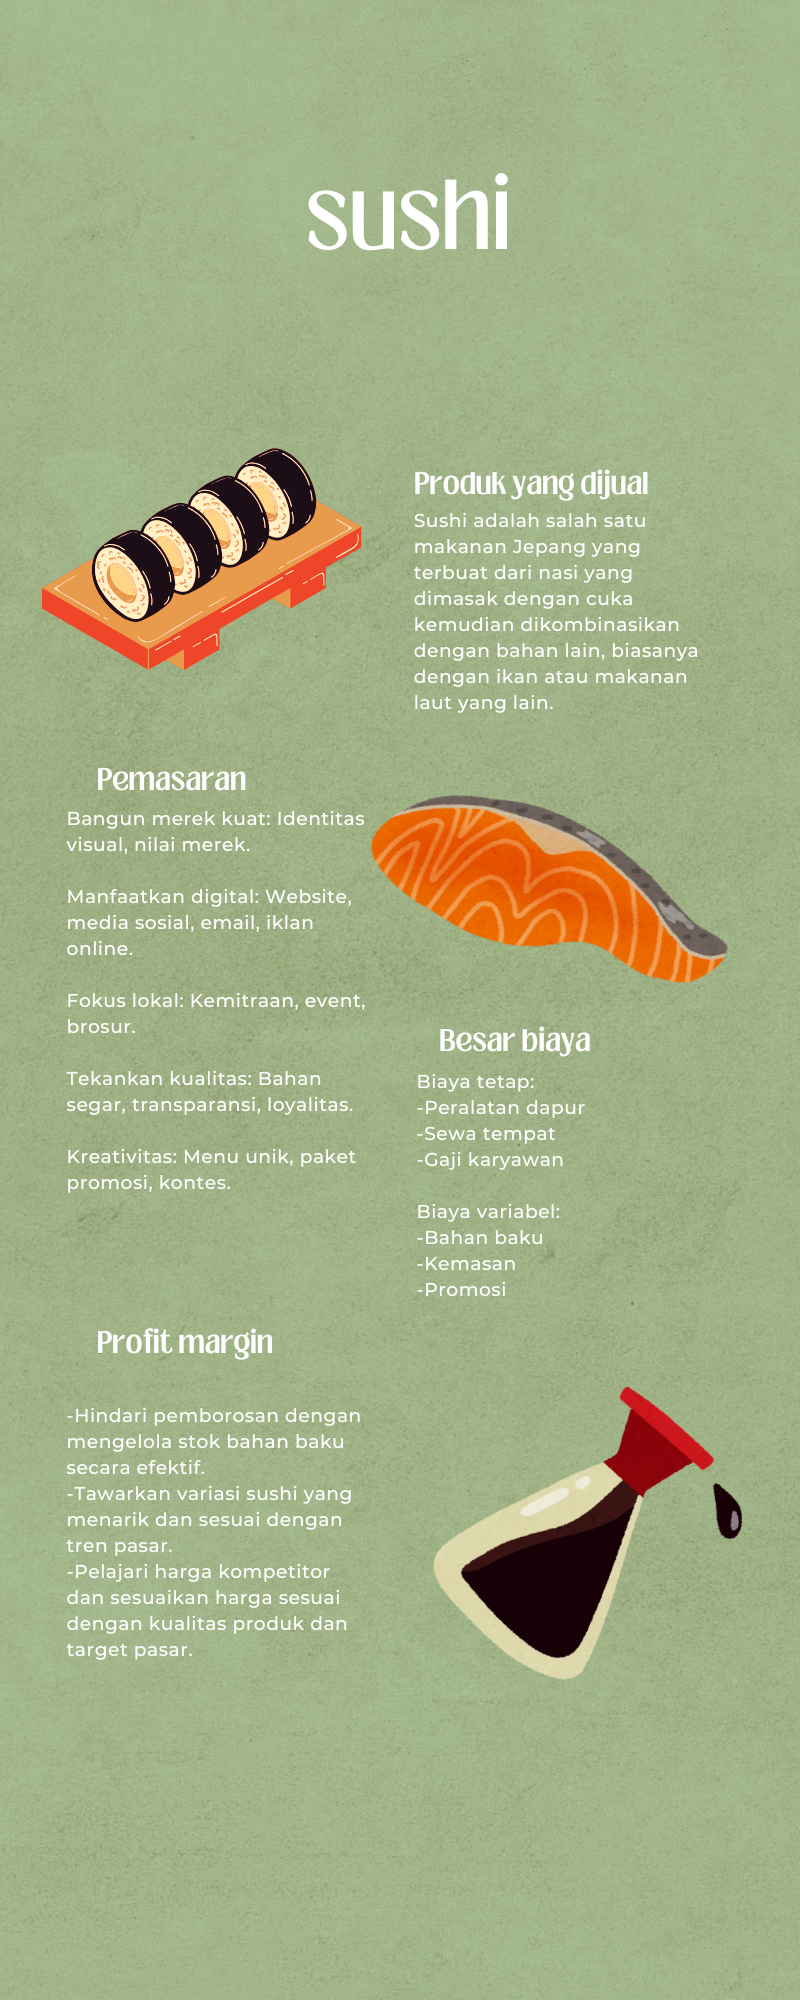 sushi
Produk yang dijual
Sushi adalah salah satu
makanan Jepang yang
terbuat dari nasi yang
dimasak dengan cuka
kemudian dikombinasikan
dengan bahan lain, biasanya
dengan ikan atau makanan
laut yang lain.
Pemasaran
Bangun merek kuat: Identitas
visual, nilai merek.
Manfaatkan digital: Website,
media sosial, email, iklan
online.
Fokus lokal: Kemitraan, event,
brosur.
Tekankan kualitas: Bahan
segar, transparansi, loyalitas.
Kreativitas: Menu unik, paket
promosi, kontes.
Besar biaya
Biaya tetap:
-Peralatan dapur
-Sewa tempat
-Gaji karyawan
Biaya variabel:
-Bahan baku
-Kemasan
-Promosi
Profit margin
-Hindari pemborosan dengan
mengelola stok bahan baku
secara efektif.
-Tawarkan variasi sushi yang
menarik dan sesuai dengan
tren pasar.
-Pelajari harga kompetitor
dan sesuaikan harga sesuai
dengan kualitas produk dan
target pasar.